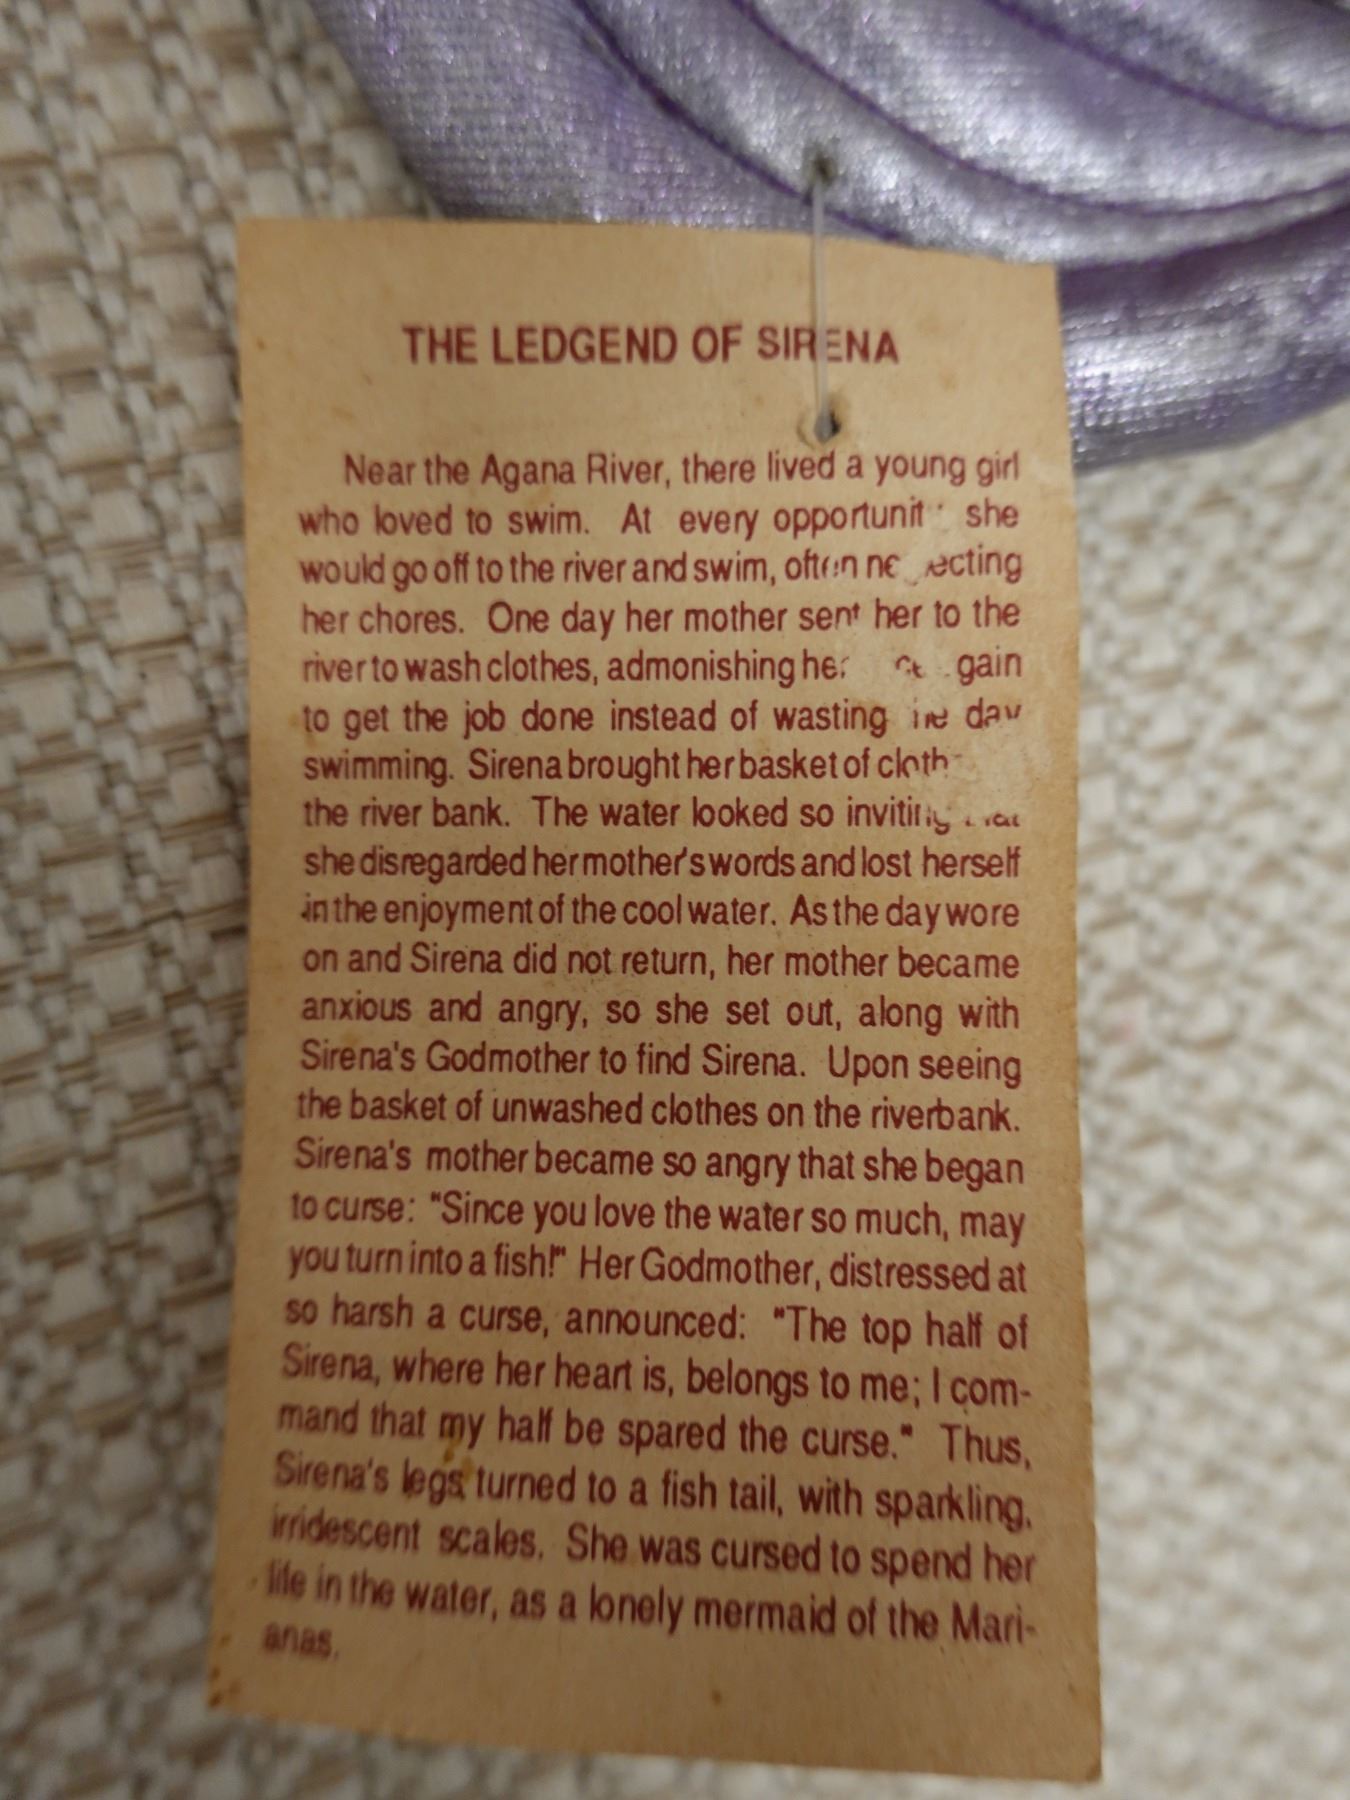 THE LEDGEND OF SIRENA
Near the Agana River, there lived a young girl
who loved to swim. At every opportunit she
would go off to the river and swim, often ne ecting
her chores. One day her mother sent her to the
river to wash clothes, admonishing her gain
to get the job done instead of wasting day
swimming. Sirena brought her basket of cloth
the river bank. The water looked so inviting
she disregarded her mother's words and lost herself
in the enjoyment of the cool water. As the day wore
on and Sirena did not return, her mother became
anxious and angry, so she set out, along with
Sirena's Godmother to find Sirena. Upon seeing
the basket of unwashed clothes on the riverbank.
Sirena's mother became so angry that she began
to curse: "Since you love the water so much, may
you turn into a fish!" Her Godmother, distressed at
so harsh a curse, announced: "The top half of
Sirena, where her heart is, belongs to me; I com-
mand that my half be spared the curse." Thus,
Sirena's legs turned to a fish tail, with sparkling,
irridescent scales. She was cursed to spend her
life in the water, as a lonely mermaid of the Mari-
anas.